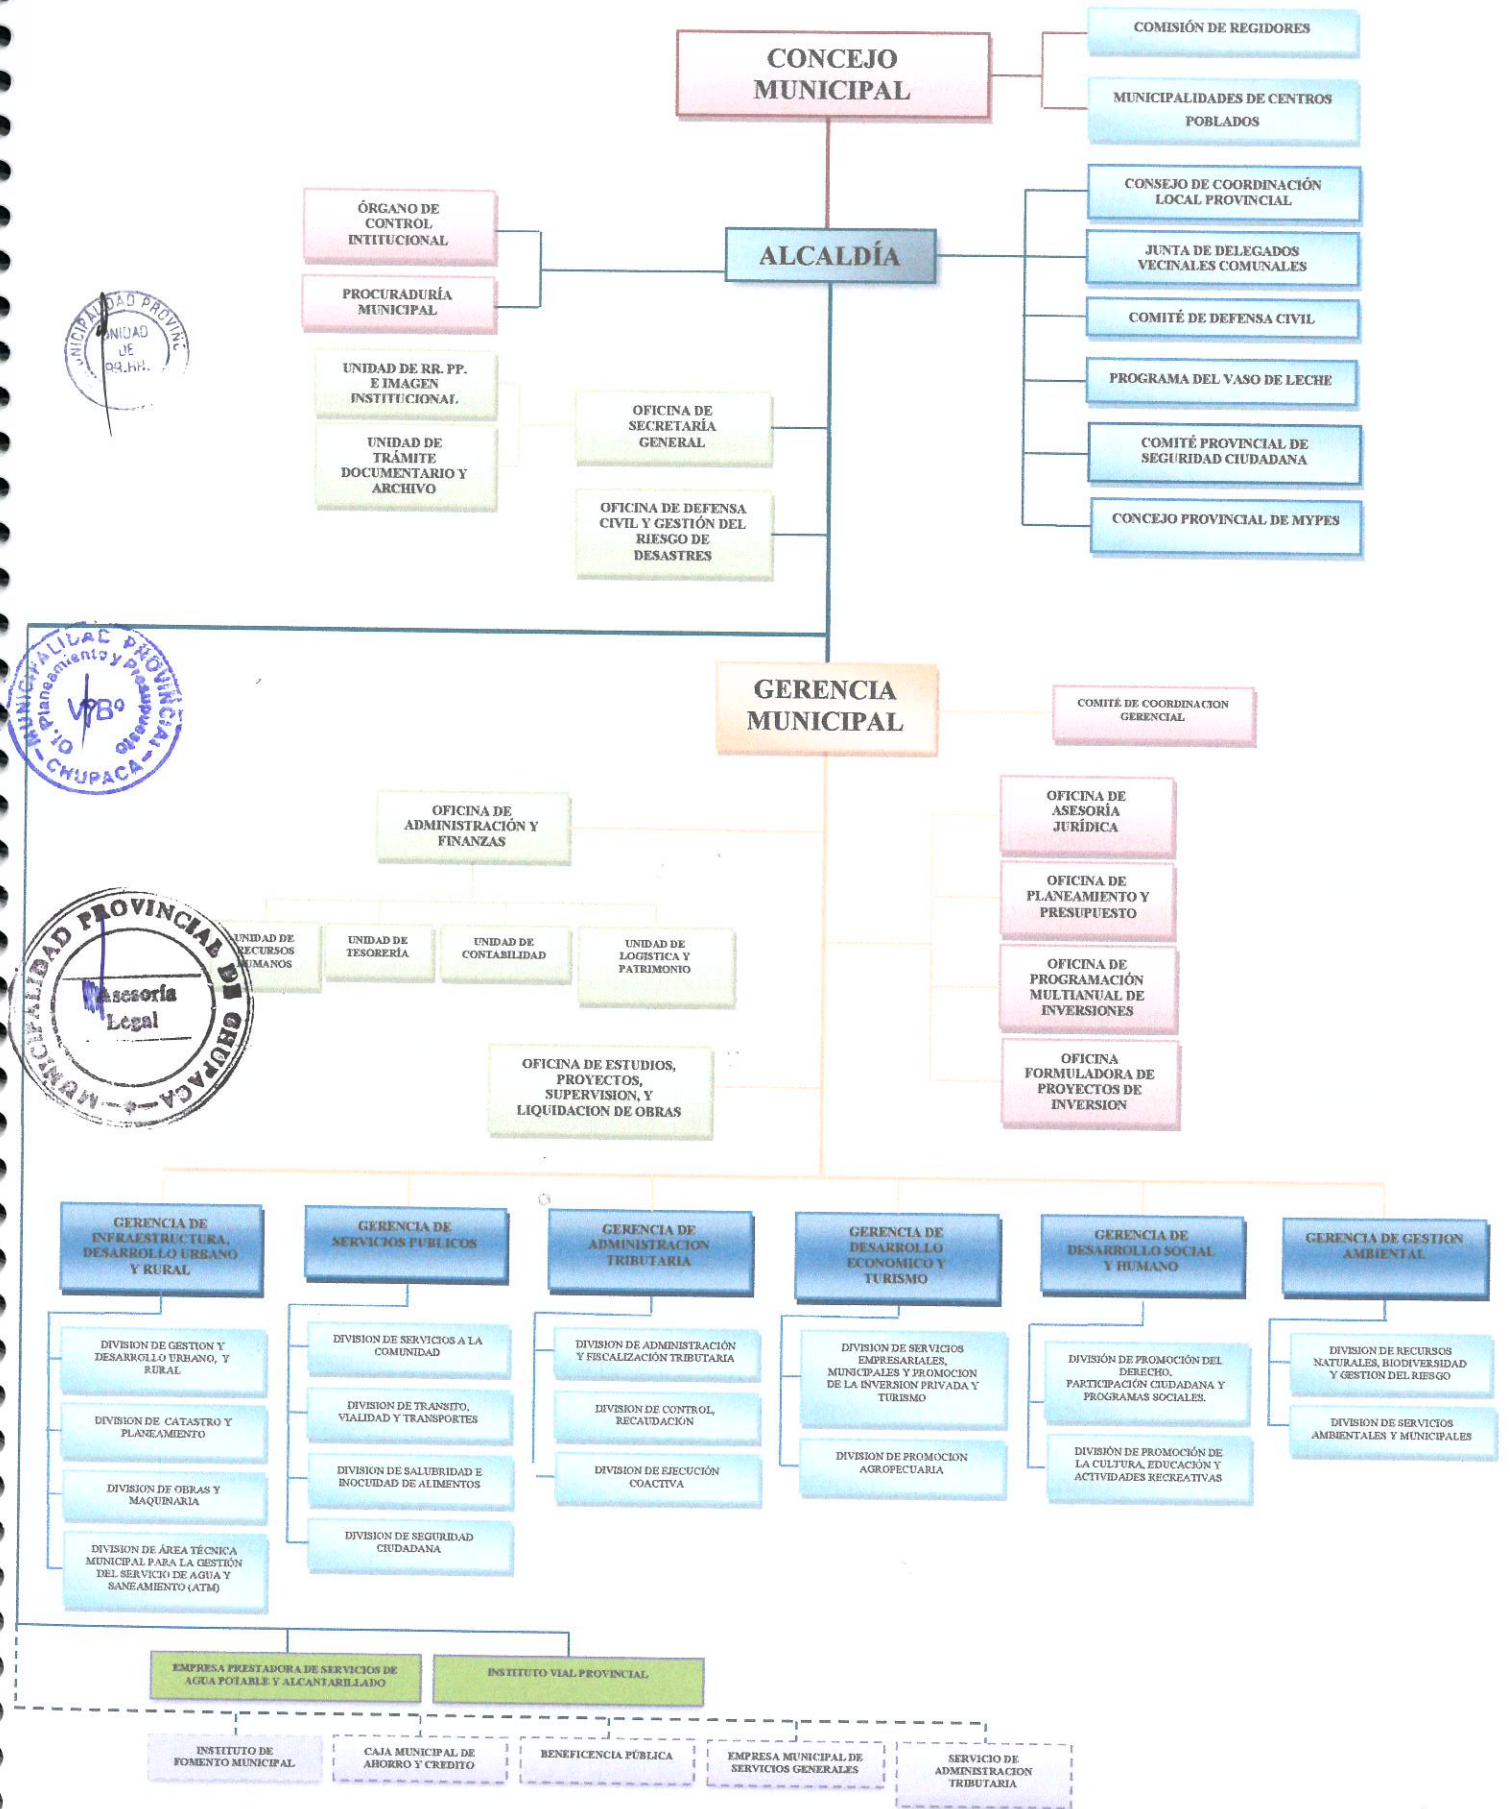 CONCEJO
MUNICIPAL
COMISIÓN DE REGIDORES
MUNICIPALIDADES DE CENTROS
POBLADOS
ALCALDÍA
ÓRGANO DE
CONTROL
INTITUCIONAL
PROCURADURÍA
MUNICIPAL
CONSEJO DE COORDINACIÓN
LOCAL PROVINCIAL
JUNTA DE DELEGADOS
VECINALES COMUNALES
COMITÉ DE DEFENSA CIVIL
PROGRAMA DEL VASO DE LECHE
COMITÉ PROVINCIAL DE
SEGURIDAD CIUDADANA
CONCEJO PROVINCIAL DE MYPES
UNIDAD DE RR. PP.
E IMAGEN
INSTITUCIONAL
UNIDAD DE
TRÁMITE
DOCUMENTARIO Y
ARCHIVO
OFICINA DE
SECRETARÍA
GENERAL
OFICINA DE DEFENSA
CIVIL Y GESTIÓN DEL
RIESGO DE
DESASTRES
UNIDAD
DE
MUNICIPALIDAD PROVINCIAL
Of. Planeamiento y Presupuesto
VºBº
CHUPACA
GERENCIA
MUNICIPAL
COMITÉ DE COORDINACION
GERENCIAL
OFICINA DE
ADMINISTRACIÓN Y
FINANZAS
UNIDAD DE
RECURSOS
HUMANOS
UNIDAD DE
TESORERÍA
UNIDAD DE
CONTABILIDAD
UNIDAD DE
LOGISTICA Y
PATRIMONIO
OFICINA DE
ASESORÍA
JURÍDICA
OFICINA DE
PLANEAMIENTO Y
PRESUPUESTO
OFICINA DE
PROGRAMACIÓN
MULTIANUAL DE
INVERSIONES
OFICINA
FORMULADORA DE
PROYECTOS DE
INVERSION
MUNICIPALIDAD PROVINCIAL DE CHUPACA
Asesoría
Legal
OFICINA DE ESTUDIOS,
PROYECTOS,
SUPERVISION, Y
LIQUIDACION DE OBRAS
GERENCIA DE
INFRAESTRUCTURA,
DESARROLLO URBANO
Y RURAL
DIVISION DE GESTION Y
DESARROLLO URBANO, Y
RURAL
DIVISION DE CATASTRO Y
PLANEAMIENTO
DIVISION DE OBRAS Y
MAQUINARIA
DIVISION DE ÁREA TÉCNICA
MUNICIPAL PARA LA GESTIÓN
DEL SERVICIO DE AGUA Y
SANEAMIENTO (ATM)
GERENCIA DE
SERVICIOS PUBLICOS
DIVISION DE SERVICIOS A LA
COMUNIDAD
DIVISION DE TRANSITO,
VIALIDAD Y TRANSPORTES
DIVISION DE SALUBRIDAD E
INOCUIDAD DE ALIMENTOS
DIVISION DE SEGURIDAD
CIUDADANA
GERENCIA DE
ADMINISTRACION
TRIBUTARIA
DIVISION DE ADMINISTRACIÓN
Y FISCALIZACIÓN TRIBUTARIA
DIVISION DE CONTROL,
RECAUDACIÓN
DIVISION DE EJECUCIÓN
COACTIVA
GERENCIA DE
DESARROLLO
ECONOMICO Y
TURISMO
DIVISION DE SERVICIOS
EMPRESARIALES,
MUNICIPALES Y PROMOCION
DE LA INVERSION PRIVADA Y
TURISMO
DIVISION DE PROMOCION
AGROPECUARIA
GERENCIA DE
DESARROLLO SOCIAL
Y HUMANO
DIVISIÓN DE PROMOCIÓN DEL
DERECHO,
PARTICIPACIÓN CIUDADANA Y
PROGRAMAS SOCIALES.
DIVISIÓN DE PROMOCIÓN DE
LA CULTURA, EDUCACIÓN Y
ACTIVIDADES RECREATIVAS
GERENCIA DE GESTION
AMBIENTAL
DIVISION DE RECURSOS
NATURALES, BIODIVERSIDAD
Y GESTION DEL RIESGO
DIVISION DE SERVICIOS
AMBIENTALES Y MUNICIPALES
EMPRESA PRESTADORA DE SERVICIOS DE
AGUA POTABLE Y ALCANTARILLADO
INSTITUTO VIAL PROVINCIAL
INSTITUTO DE
FOMENTO MUNICIPAL
CAJA MUNICIPAL DE
AHORRO Y CREDITO
BENEFICENCIA PÚBLICA
EMPRESA MUNICIPAL DE
SERVICIOS GENERALES
SERVICIO DE
ADMINISTRACION
TRIBUTARIA